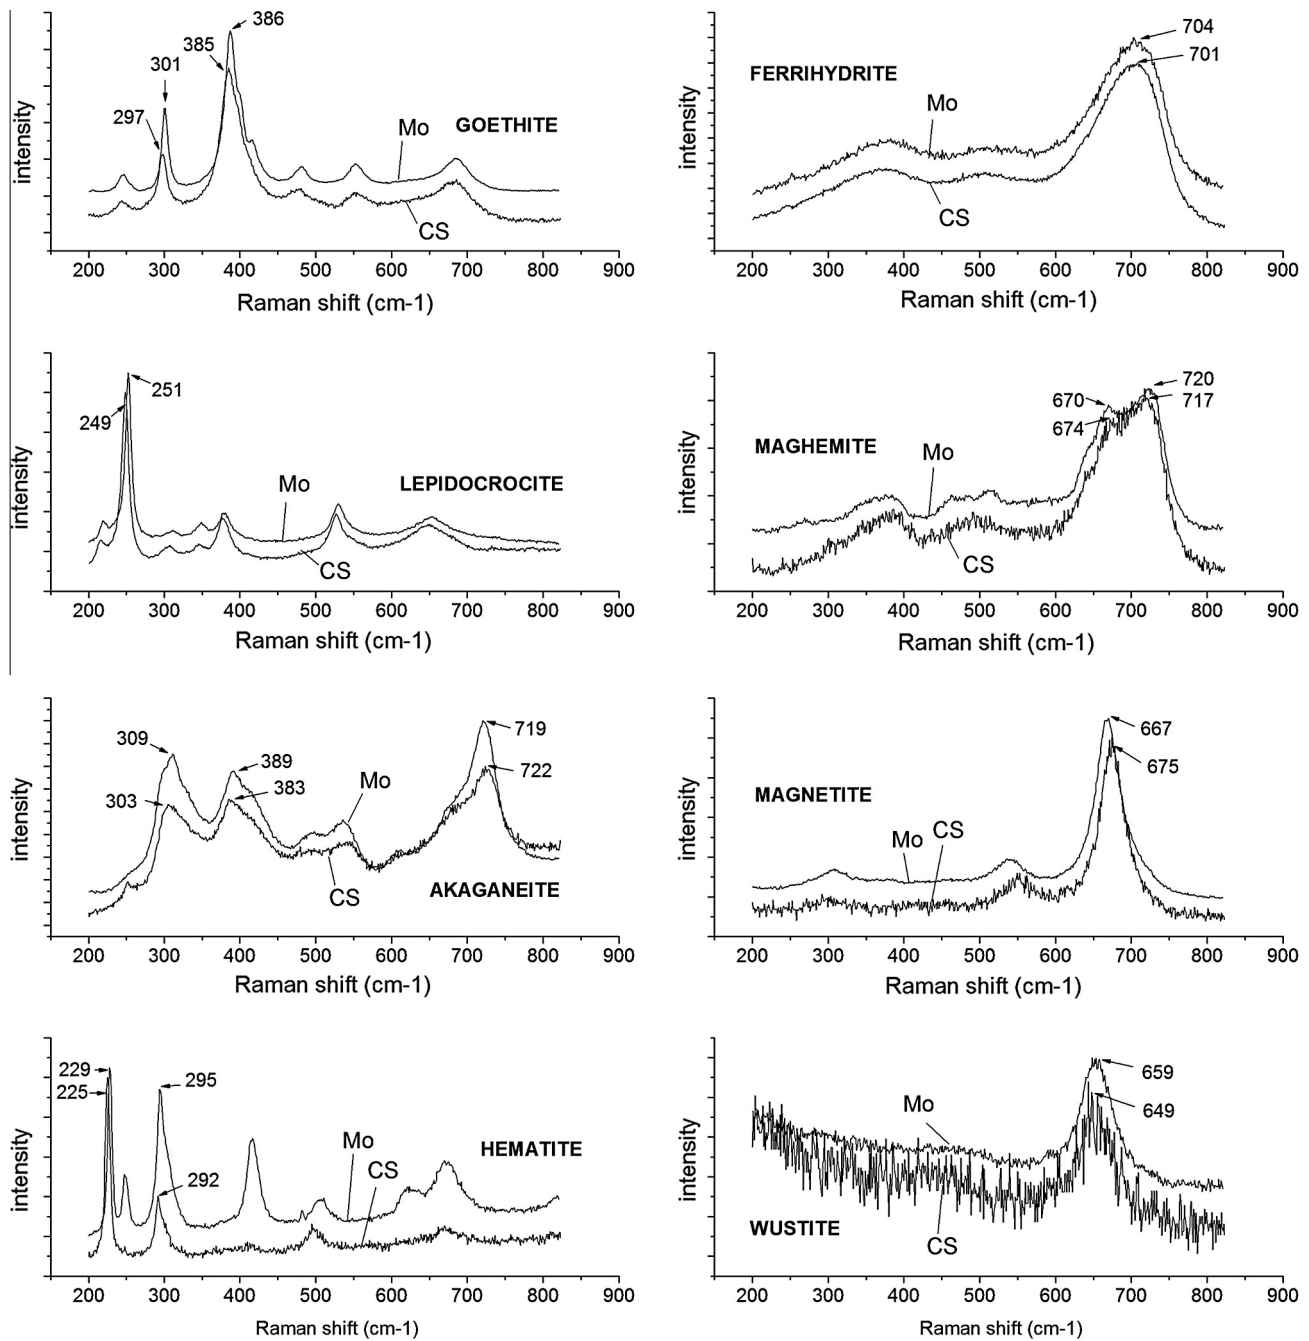 386
385
301
297
Mo
GOETHITE
CS
intensity
200 300 400 500 600 700 800 900
Raman shift (cm-1)
704
701
FERRIHYDRITE
Mo
CS
intensity
200 300 400 500 600 700 800 900
Raman shift (cm-1)
251
249
Mo
LEPIDOCROCITE
CS
intensity
200 300 400 500 600 700 800 900
Raman shift (cm-1)
720
670
717
674
MAGHEMITE
Mo
CS
intensity
200 300 400 500 600 700 800 900
Raman shift (cm-1)
719
309
389
722
383
303
Mo
CS
AKAGANEITE
intensity
200 300 400 500 600 700 800 900
Raman shift (cm-1)
667
675
MAGNETITE
Mo
CS
intensity
200 300 400 500 600 700 800 900
Raman shift (cm-1)
229
295
225
Mo
HEMATITE
CS
292
intensity
200 300 400 500 600 700 800 900
Raman shift (cm-1)
659
649
Mo
WUSTITE
CS
intensity
200 300 400 500 600 700 800 900
Raman shift (cm-1)